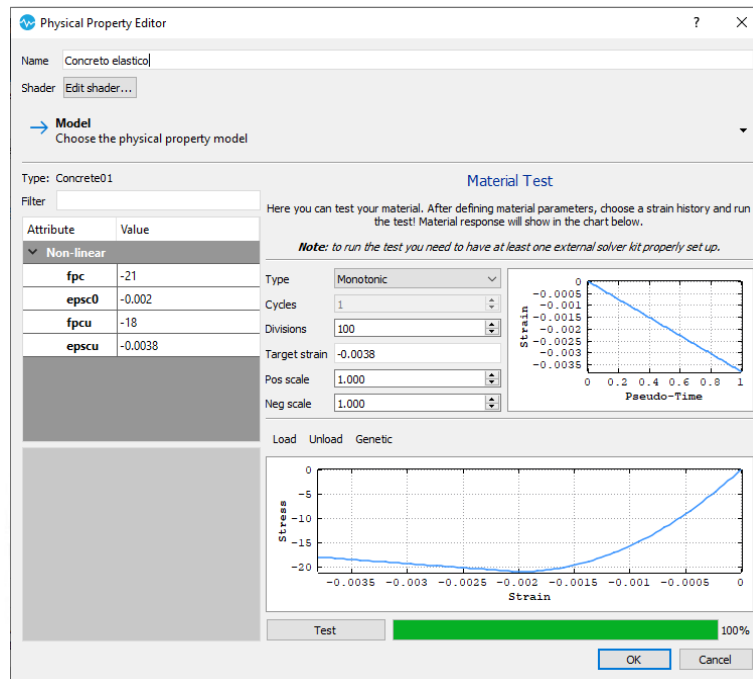 Physical Property Editor
Name Concreto elastico
Shader Edit shader...
Model
Choose the physical property model
Type: Concrete01
Filter
Attribute Value
Non-linear
fpc -21
epsc0 -0.002
fpcu -18
epscu -0.0038
Material Test
Here you can test your material. After defining material parameters, choose a strain history and run
the test! Material response will show in the chart below.
Note: to run the test you need to have at least one external solver kit properly set up.
Type Monotonic
Cycles 1
Divisions 100
Target strain -0.0038
Pos scale 1.000
Neg scale 1.000
Strain
0
-0.0005
-0.001
-0.0015
-0.002
-0.0025
-0.003
-0.0035
0 0.2 0.4 0.6 0.8 1
Pseudo-Time
Load Unload Genetic
Stress
0
-5
-10
-15
-20
-0.0035 -0.003 -0.0025 -0.002 -0.0015 -0.001 -0.0005 0
Strain
Test 100%
OK Cancel